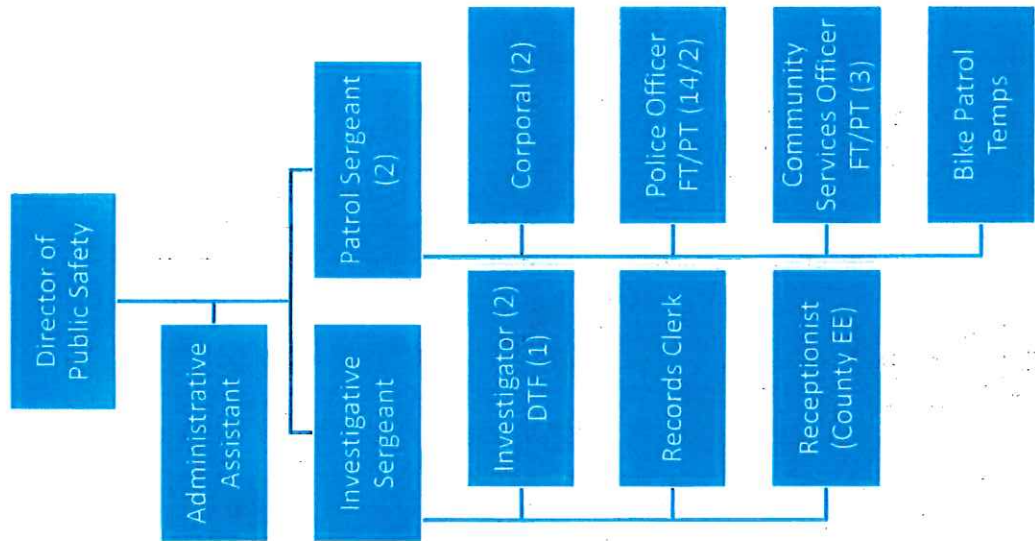 Director of
Public Safety
Administrative
Assistant
Investigative
Sergeant
Patrol Sergeant
(2)
Investigator (2)
DTF (1)
Records Clerk
Receptionist
(County EE)
Corporal (2)
Police Officer
FT/PT (14/2)
Community
Services Officer
FT/PT (3)
Bike Patrol
Temps